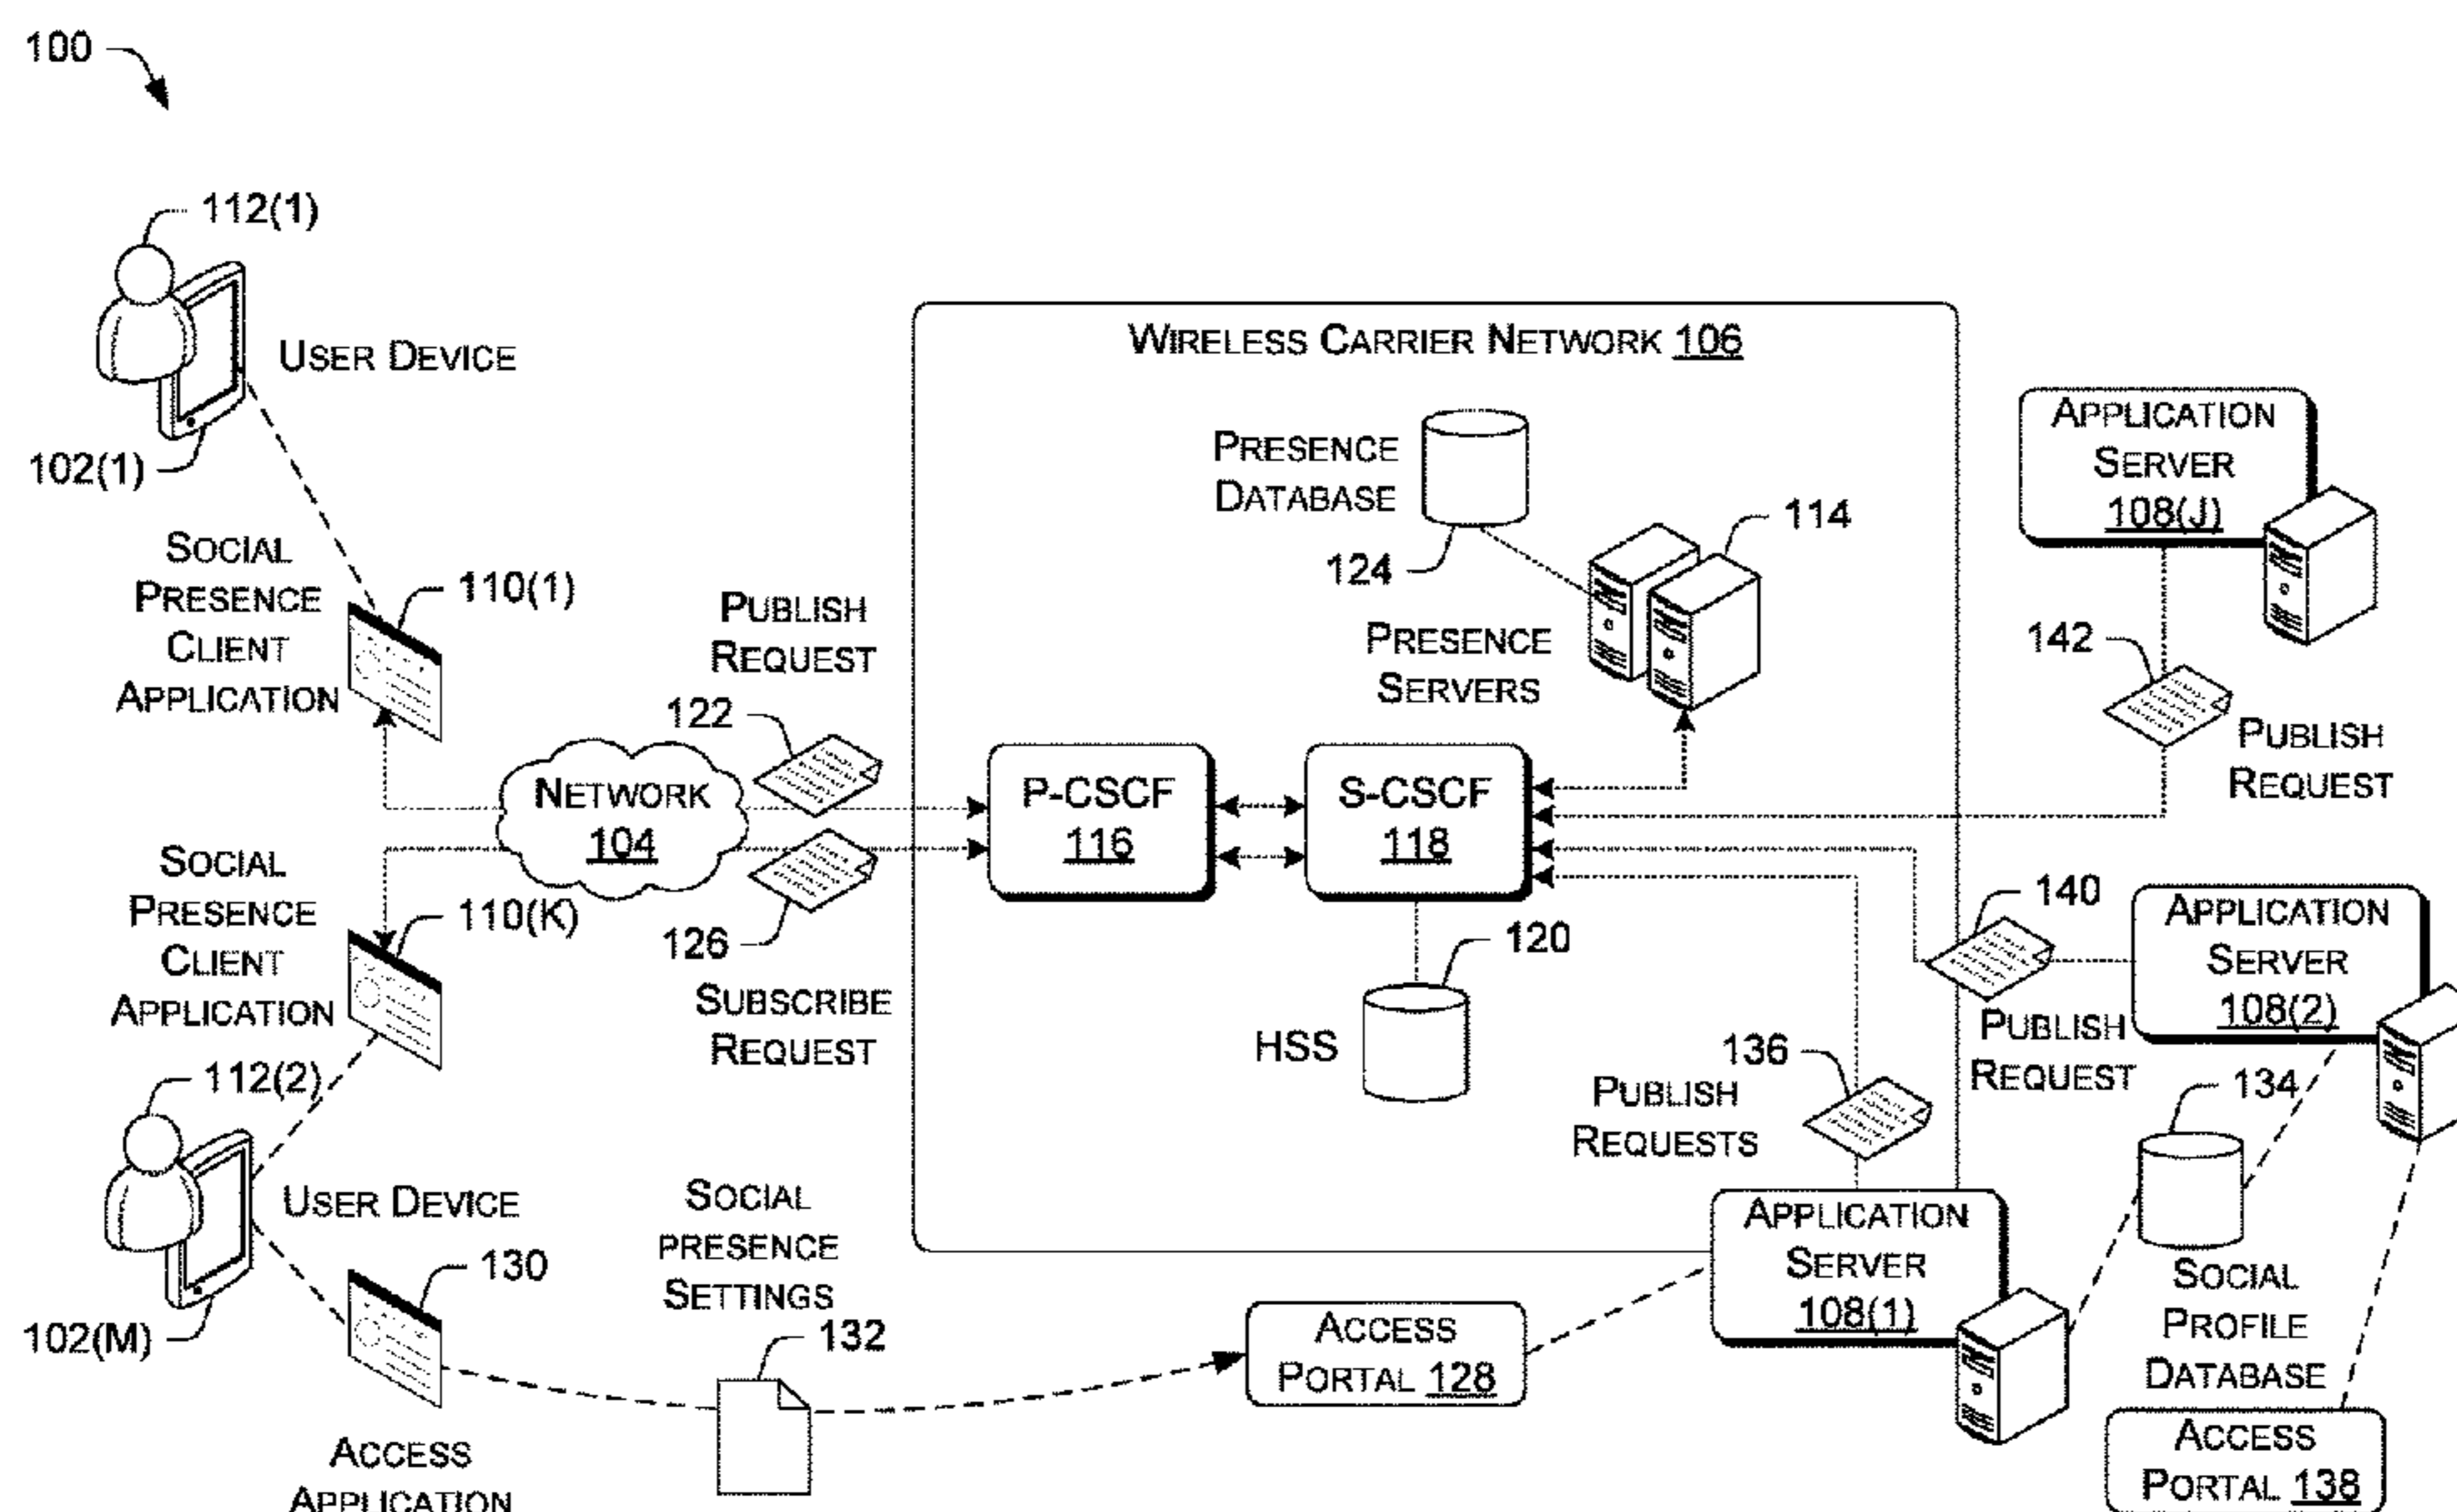 100
112(1)
USER DEVICE
102(1)
SOCIAL
PRESENCE
CLIENT
APPLICATION
110(1)
PUBLISH
REQUEST
122
NETWORK
104
SOCIAL
PRESENCE
CLIENT
APPLICATION
110(K)
126
SUBSCRIBE
REQUEST
112(2)
USER DEVICE
102(M)
130
ACCESS
APPLICATION
SOCIAL
PRESENCE
SETTINGS
132
WIRELESS CARRIER NETWORK 106
PRESENCE
DATABASE
124
114
PRESENCE
SERVERS
P-CSCF
116
S-CSCF
118
120
HSS
136
PUBLISH
REQUESTS
ACCESS
PORTAL 128
APPLICATION
SERVER
108(1)
APPLICATION
SERVER
108(J)
142
PUBLISH
REQUEST
140
PUBLISH
REQUEST
APPLICATION
SERVER
108(2)
134
SOCIAL
PROFILE
DATABASE
ACCESS
PORTAL 138